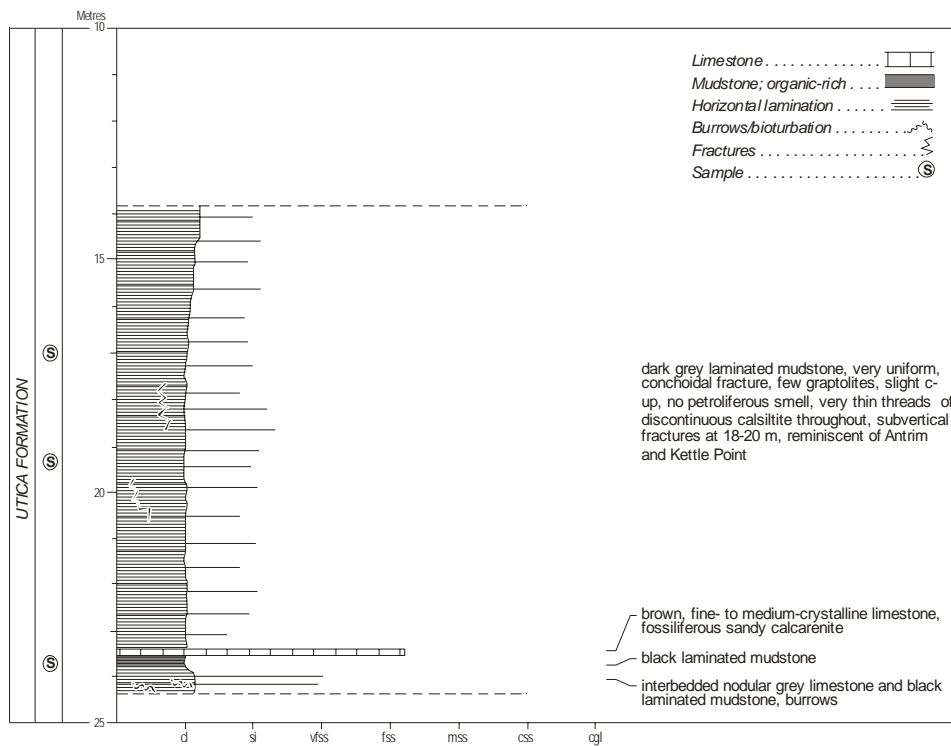 Metres
10
Limestone . . . . . . . . . . . . . .
Mudstone; organic-rich . . . .
Horizontal lamination . . . . . .
Burrows/bioturbation . . . . . . . . .
Fractures . . . . . . . . . . . . . . . . . . .
Sample . . . . . . . . . . . . . . . . . . . . . S
15
S
dark grey laminated mudstone, very uniform,
conchoidal fracture, few graptolites, slight c-
up, no petroliferous smell, very thin threads of
discontinuous calsiltite throughout, subvertical
fractures at 18-20 m, reminiscent of Antrim
and Kettle Point
S
UTICA FORMATION
20
brown, fine- to medium-crystalline limestone,
fossiliferous sandy calcarenite
S
black laminated mudstone
interbedded nodular grey limestone and black
laminated mudstone, burrows
25
cl si vfss fss mss css cgl